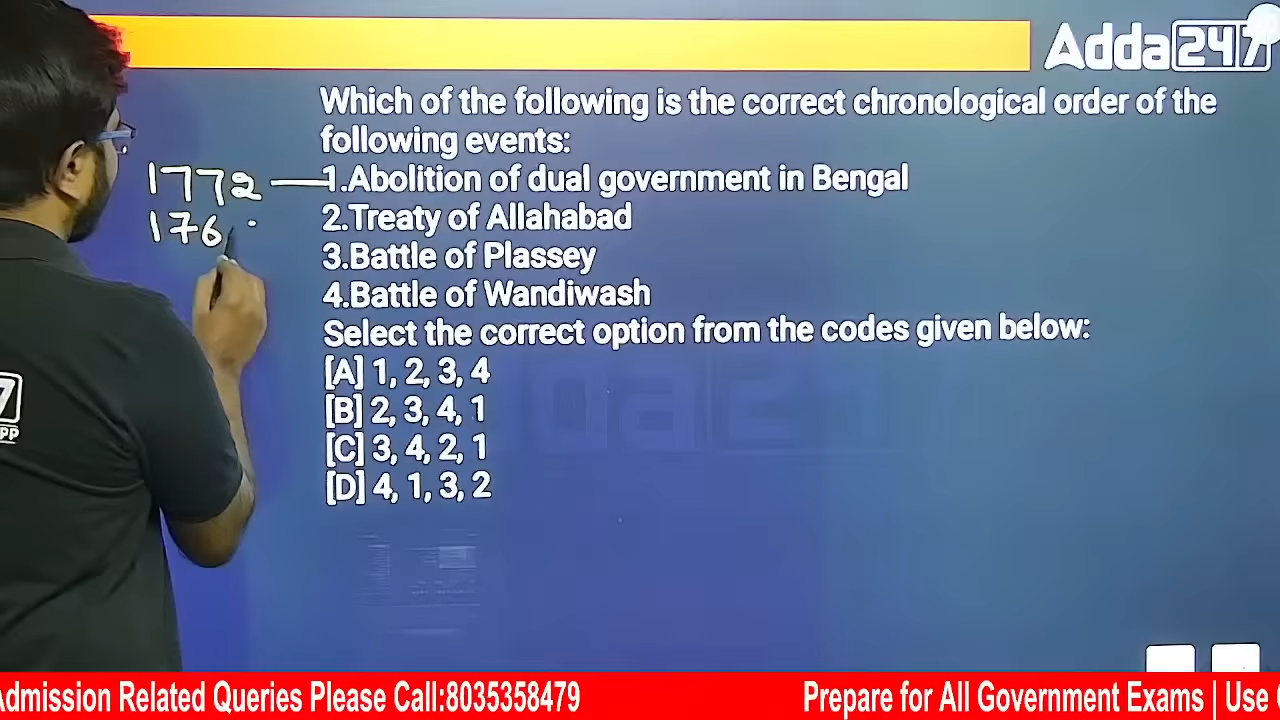 Adda247
Which of the following is the correct chronological order of the
following events:
1772 — 1.Abolition of dual government in Bengal
176 2.Treaty of Allahabad
3.Battle of Plassey
4.Battle of Wandiwash
Select the correct option from the codes given below:
[A] 1, 2, 3, 4
[B] 2, 3, 4, 1
[C] 3, 4, 2, 1
[D] 4, 1, 3, 2
7
PP
Admission Related Queries Please Call:8035358479 Prepare for All Government Exams | Use